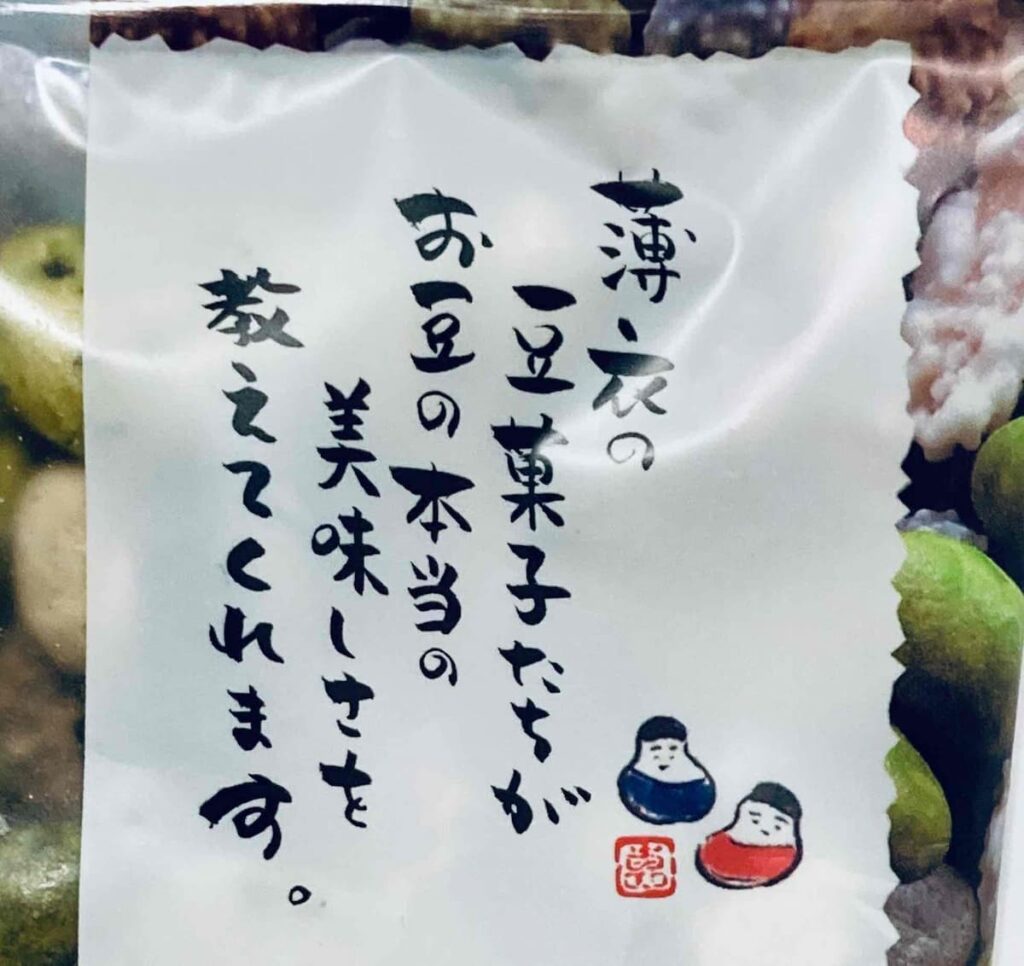 薄衣の
豆菓子たちが
お豆の本当の
美味しさを
教えてくれます。